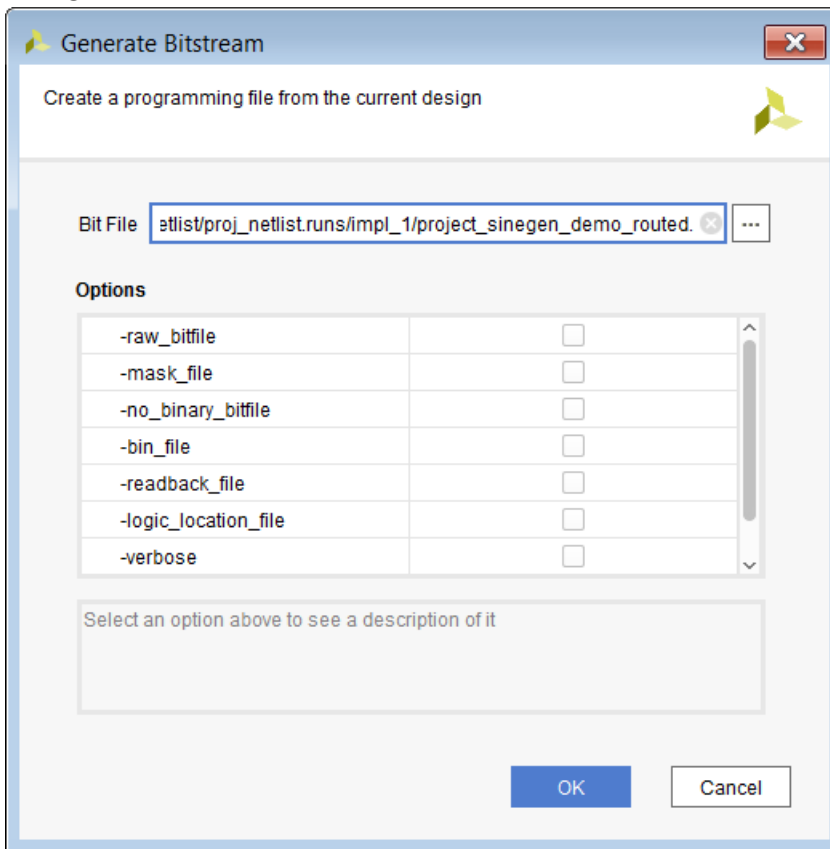 Generate Bitstream
Create a programming file from the current design
Bit File etlist/proj_netlist.runs/impl_1/project_sinegen_demo_routed. ...
Options
-raw_bitfile
-mask_file
-no_binary_bitfile
-bin_file
-readback_file
-logic_location_file
-verbose
Select an option above to see a description of it
OK Cancel